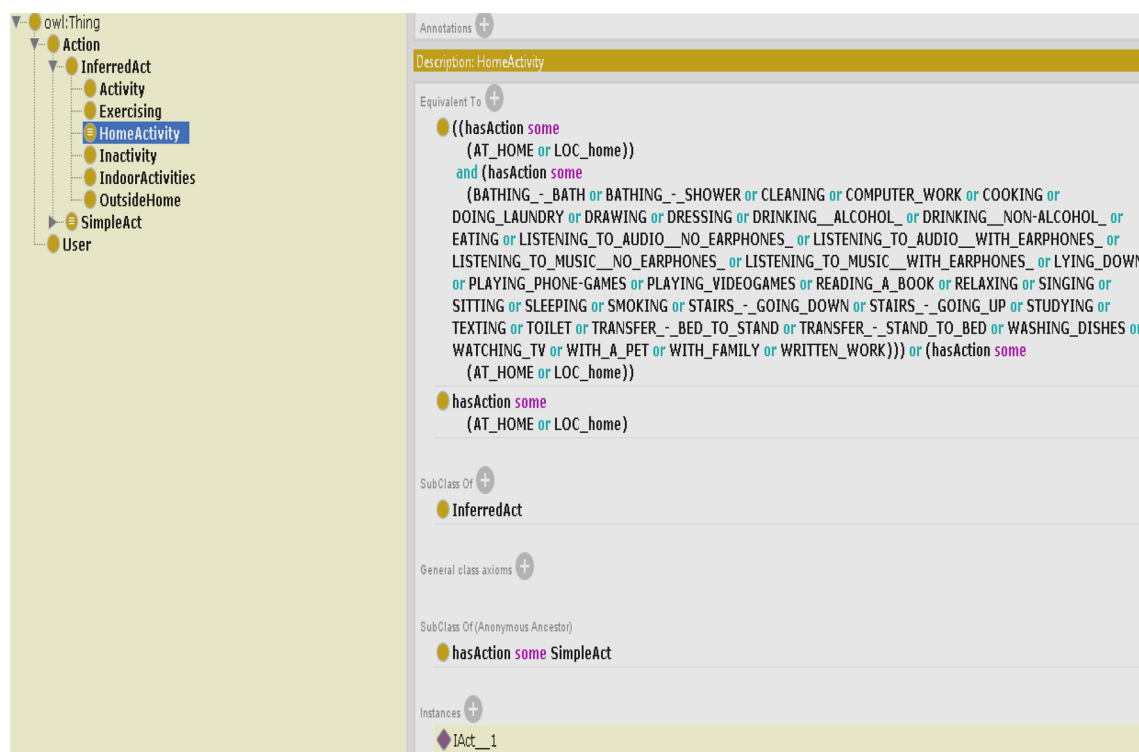 owl:Thing
Action
InferredAct
Activity
Exercising
HomeActivity
Inactivity
IndoorActivities
OutsideHome
SimpleAct
User
Annotations
Description: HomeActivity
Equivalent To
((hasAction some
(AT_HOME or LOC_home))
and (hasAction some
(BATHING_-_BATH or BATHING_-_SHOWER or CLEANING or COMPUTER_WORK or COOKING or
DOING_LAUNDRY or DRAWING or DRESSING or DRINKING__ALCOHOL_ or DRINKING__NON-ALCOHOL_ or
EATING or LISTENING_TO_AUDIO__NO_EARPHONES_ or LISTENING_TO_AUDIO__WITH_EARPHONES_ or
LISTENING_TO_MUSIC__NO_EARPHONES_ or LISTENING_TO_MUSIC__WITH_EARPHONES_ or LYING_DOWN
or PLAYING_PHONE-GAMES or PLAYING_VIDEOGAMES or READING_A_BOOK or RELAXING or SINGING or
SITTING or SLEEPING or SMOKING or STAIRS_-_GOING_DOWN or STAIRS_-_GOING_UP or STUDYING or
TEXTING or TOILET or TRANSFER_-_BED_TO_STAND or TRANSFER_-_STAND_TO_BED or WASHING_DISHES or
WATCHING_TV or WITH_A_PET or WITH_FAMILY or WRITTEN_WORK))) or (hasAction some
(AT_HOME or LOC_home))
hasAction some
(AT_HOME or LOC_home)
SubClass Of
InferredAct
General class axioms
SubClass Of (Anonymous Ancestor)
hasAction some SimpleAct
Instances
IAct__1